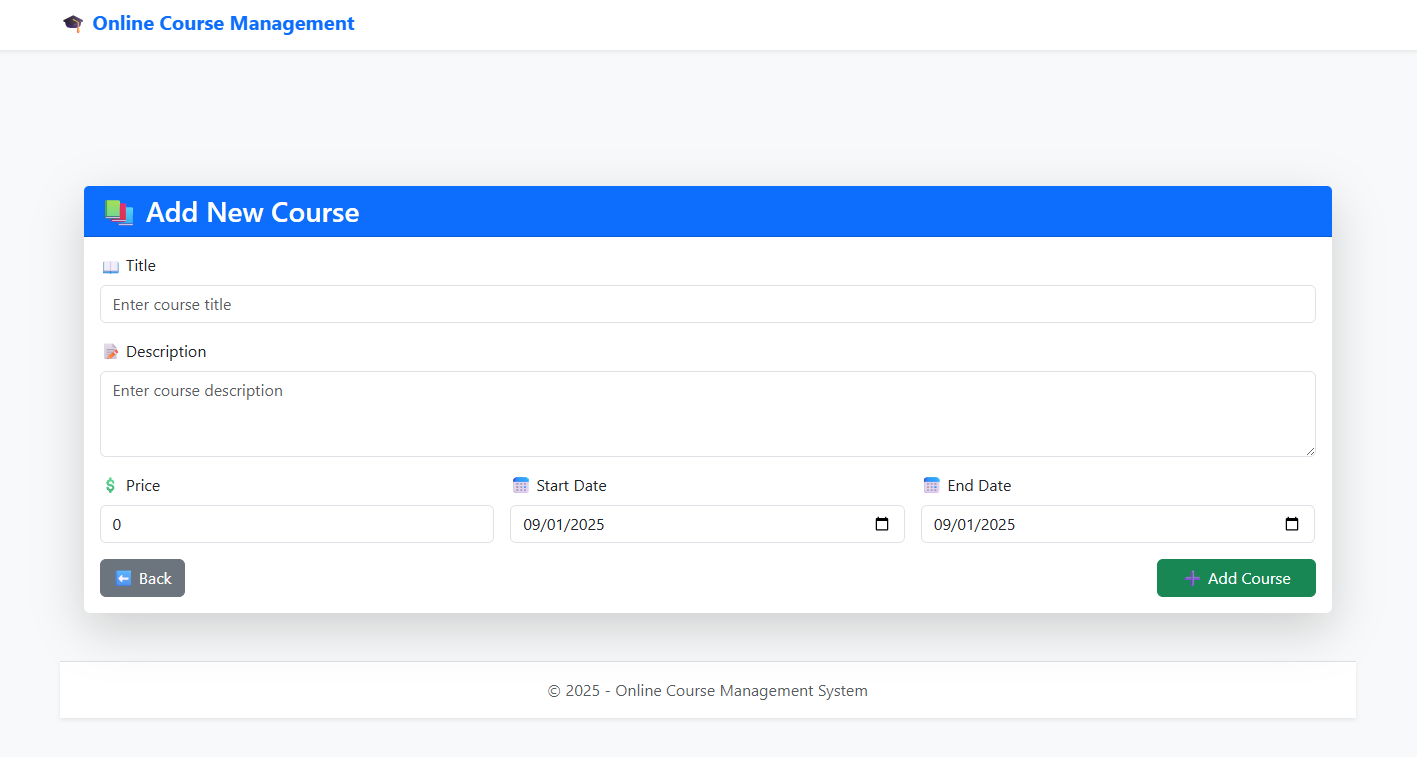 Online Course Management
Add New Course
Title
Enter course title
Description
Enter course description
Price Start Date End Date
0 09/01/2025 09/01/2025
Back Add Course
© 2025 - Online Course Management System